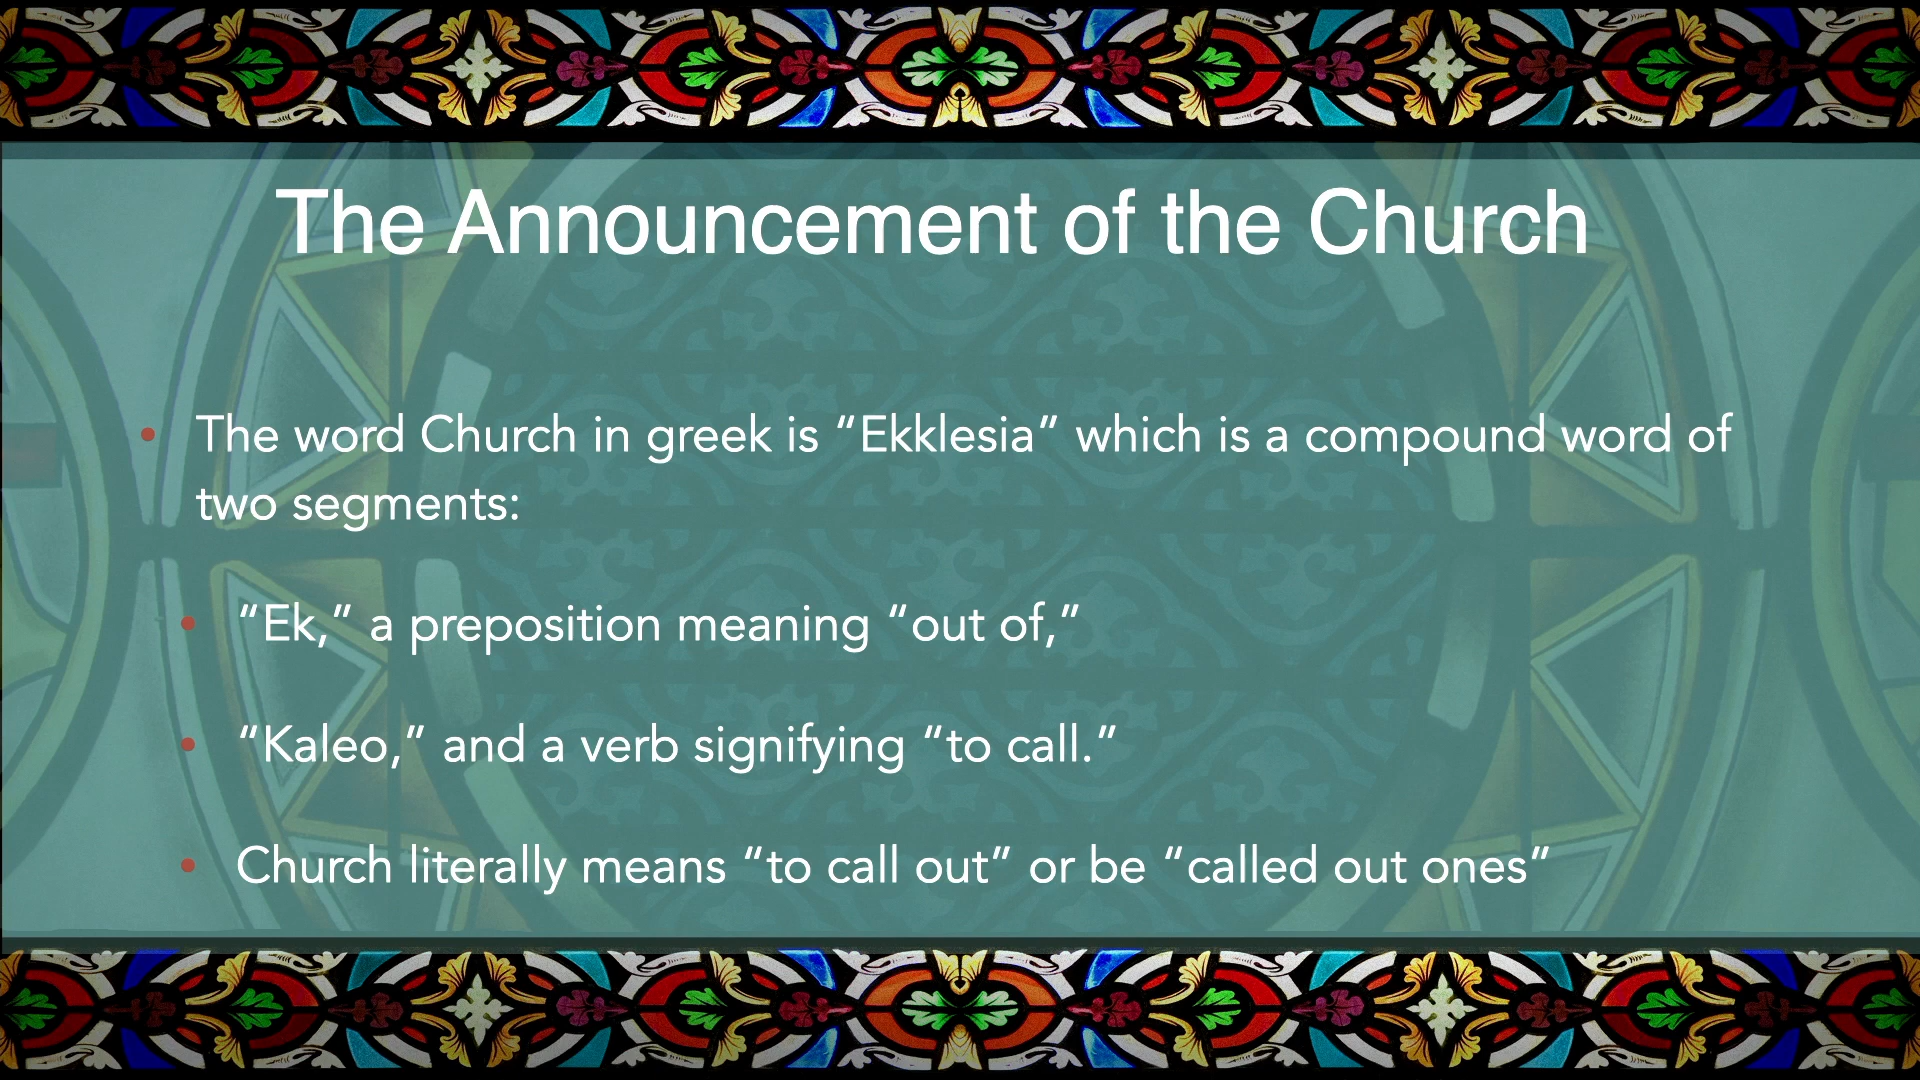 The Announcement of the Church
• The word Church in greek is “Ekklesia” which is a compound word of
two segments:
• “Ek,” a preposition meaning “out of,”
• “Kaleo,” and a verb signifying “to call.”
• Church literally means “to call out” or be “called out ones”